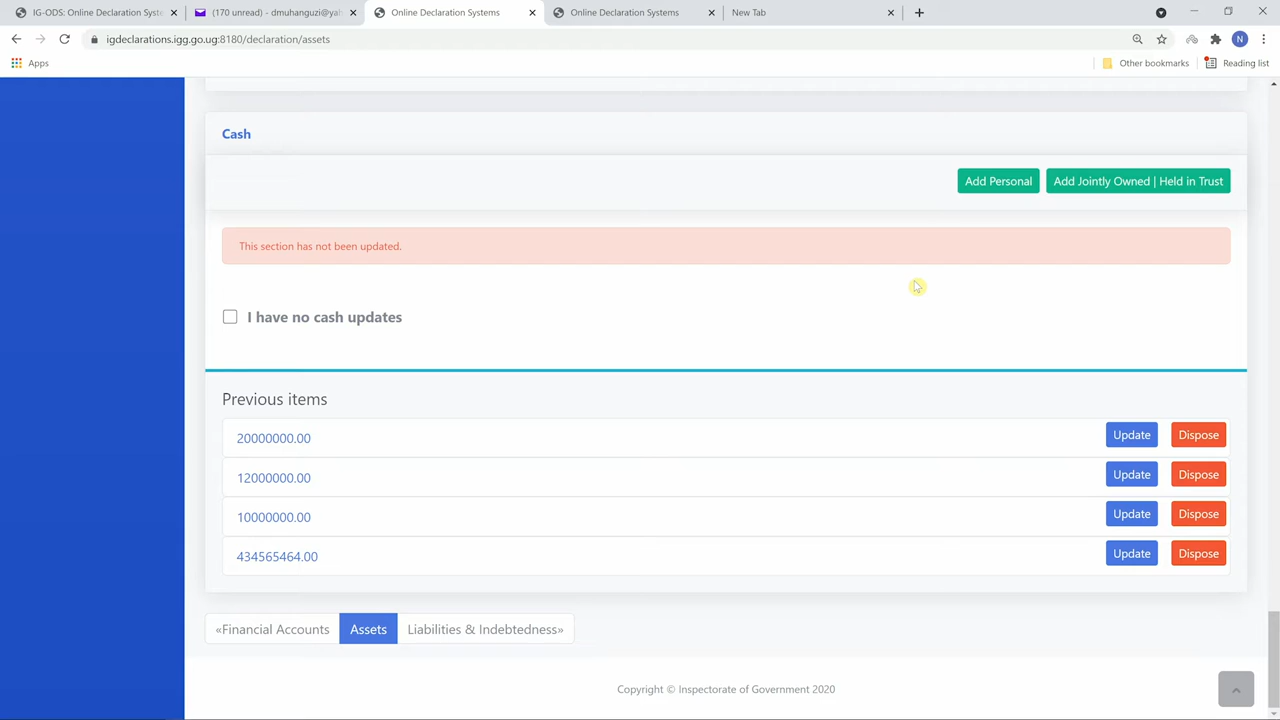 IG-ODS: Online Declaration Syste
(170 unread) - dmuhanguzi@yah
Online Declaration Systems
Online Declaration Systems
New Tab
igdeclarations.igg.go.ug:8180/declaration/assets
N
Apps
Other bookmarks
Reading list
Cash
Add Personal
Add Jointly Owned | Held in Trust
This section has not been updated.
I have no cash updates
Previous items
20000000.00 Update Dispose
12000000.00 Update Dispose
10000000.00 Update Dispose
434565464.00 Update Dispose
«Financial Accounts Assets Liabilities & Indebtedness»
Copyright © Inspectorate of Government 2020